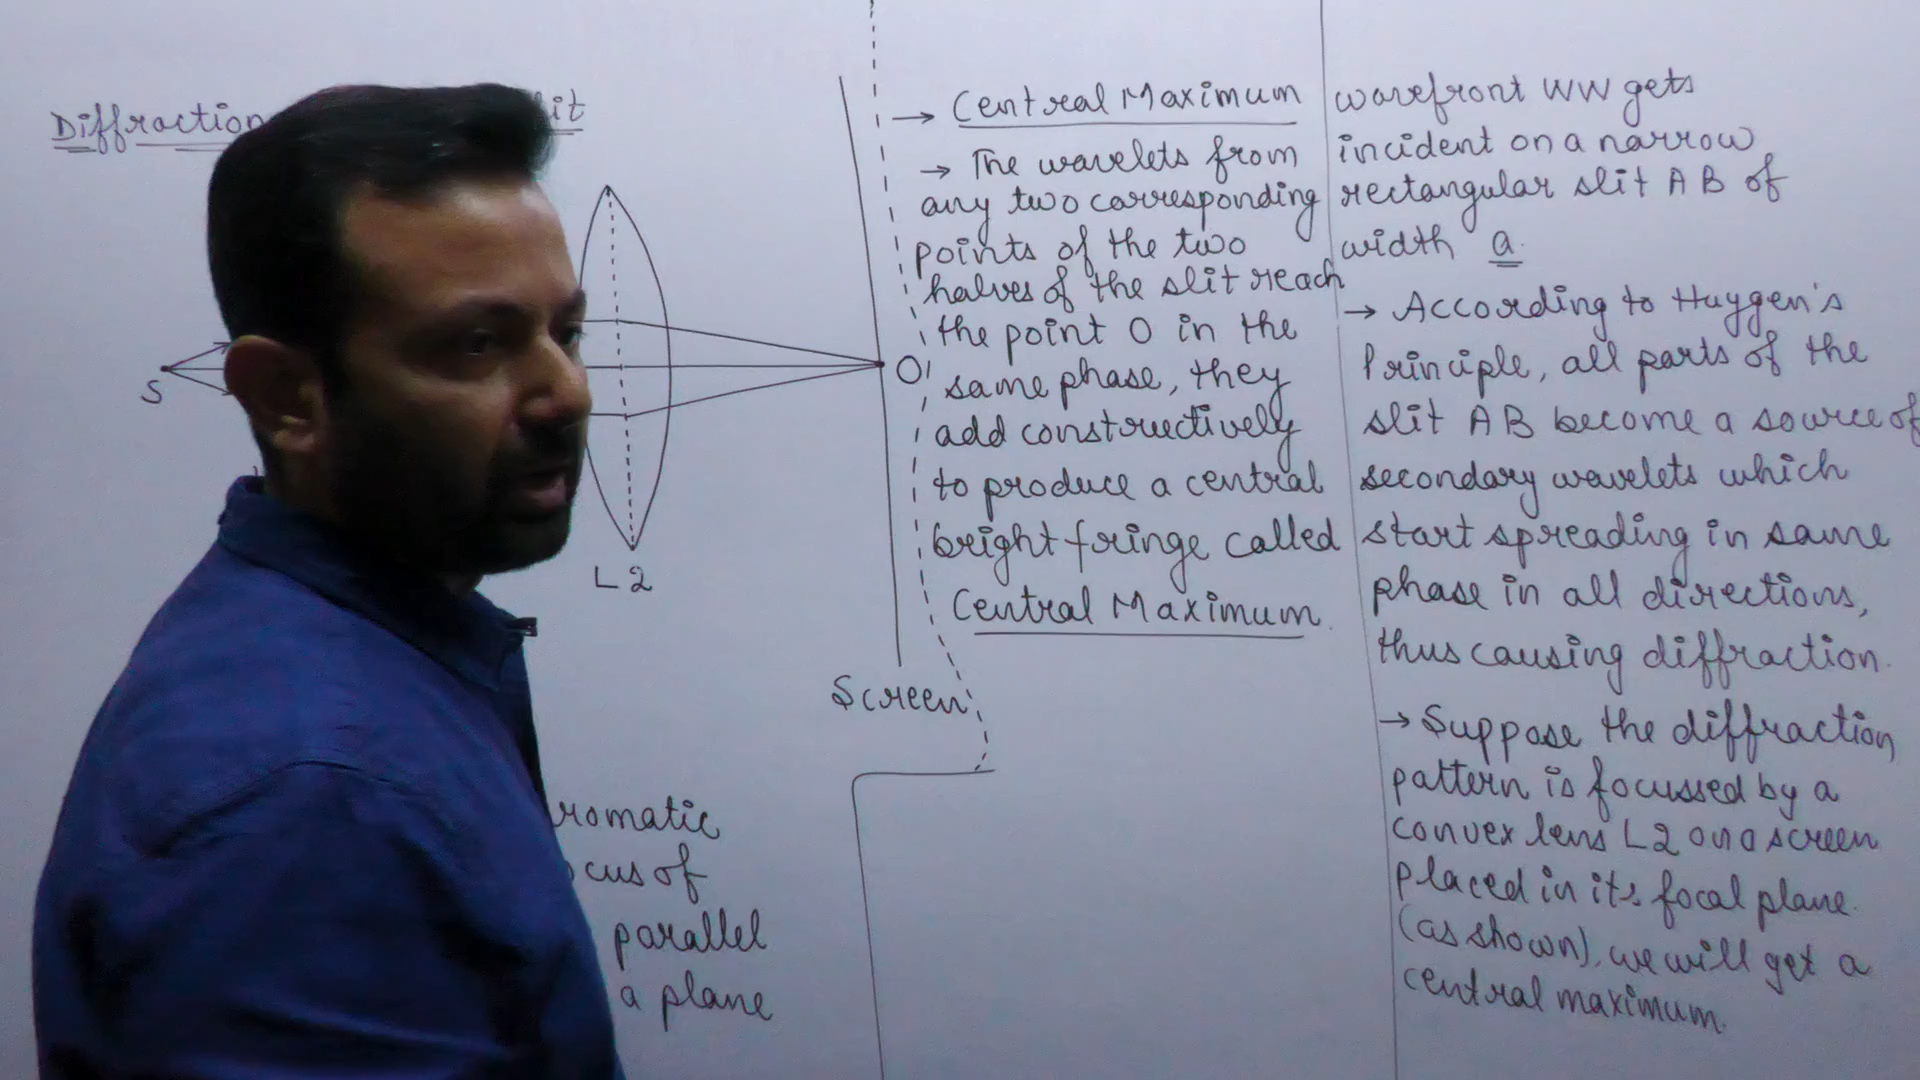 Diffraction
S
L2
O
Screen
romatic
cus of
parallel
a plane
→ Central Maximum
→ The wavelets from
any two corresponding
points of the two
halves of the slit reach
the point O in the
same phase, they
add constructively
to produce a central
bright fringe called
Central Maximum.
wavefront WW gets
incident on a narrow
rectangular slit AB of
width a.
→ According to Huygen's
Principle, all parts of the
slit AB become a source of
secondary wavelets which
start spreading in same
phase in all directions,
thus causing diffraction.
→ Suppose the diffraction
pattern is focussed by a
convex lens L2 on a screen
placed in its focal plane.
(as shown), we will get a
central maximum.